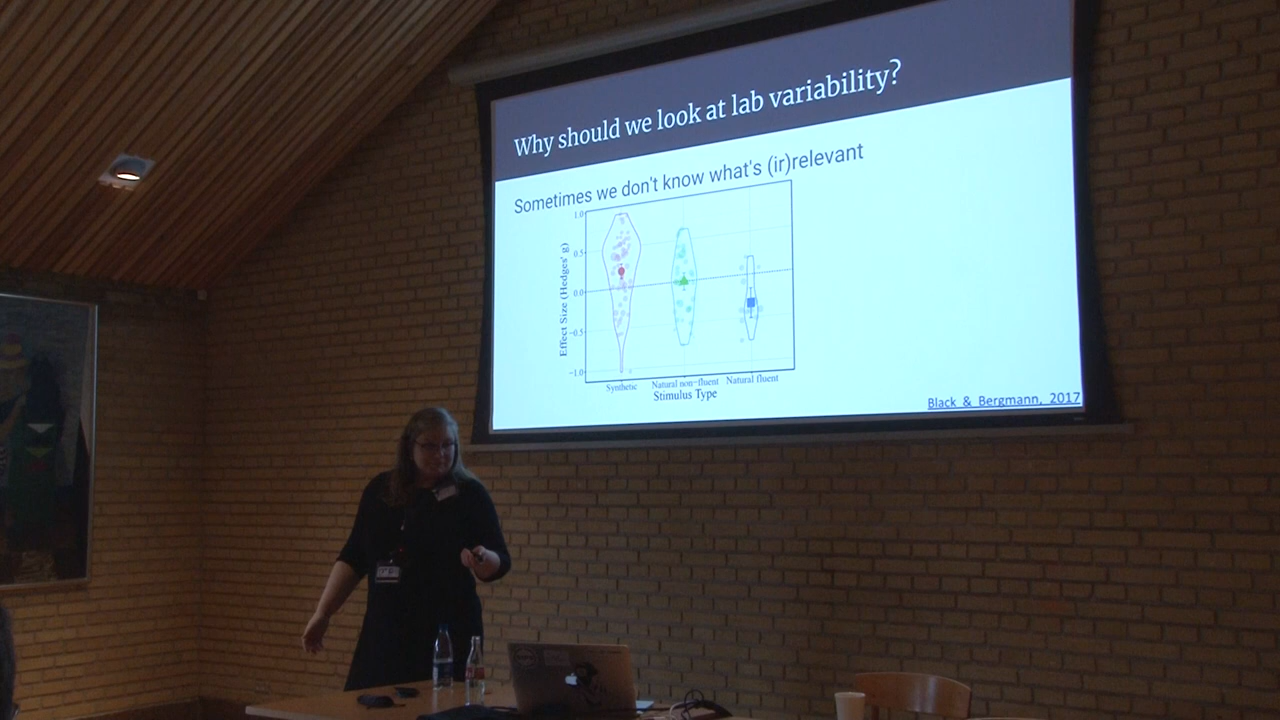 Why should we look at lab variability?
Sometimes we don't know what's (ir)relevant
Effect Size (Hedges' g)
1.0
0.5
0.0
−0.5
−1.0
Synthetic
Natural non−fluent
Natural fluent
Stimulus Type
Black & Bergmann, 2017